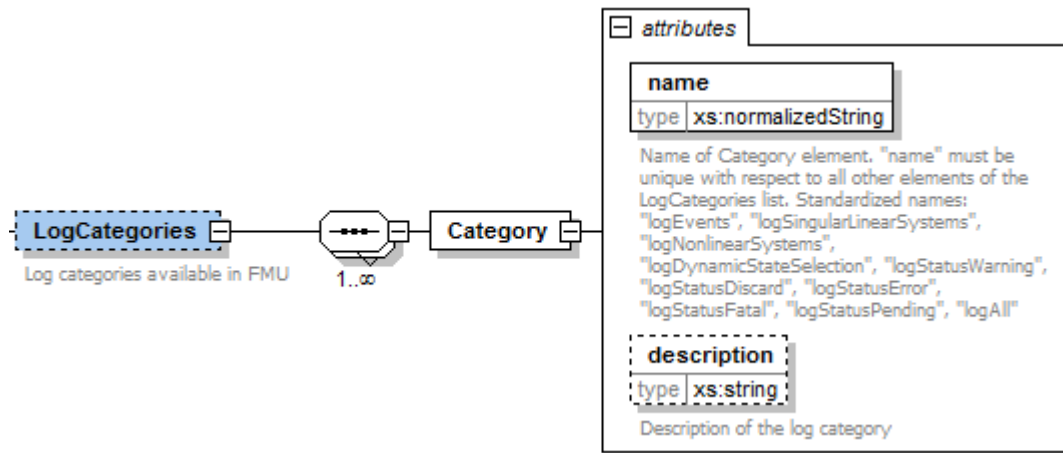 attributes
name
type xs:normalizedString
Name of Category element. "name" must be
unique with respect to all other elements of the
LogCategories list. Standardized names:
"logEvents", "logSingularLinearSystems",
"logNonlinearSystems",
"logDynamicStateSelection", "logStatusWarning",
"logStatusDiscard", "logStatusError",
"logStatusFatal", "logStatusPending", "logAll"
LogCategories
Log categories available in FMU
1..∞
Category
description
type xs:string
Description of the log category